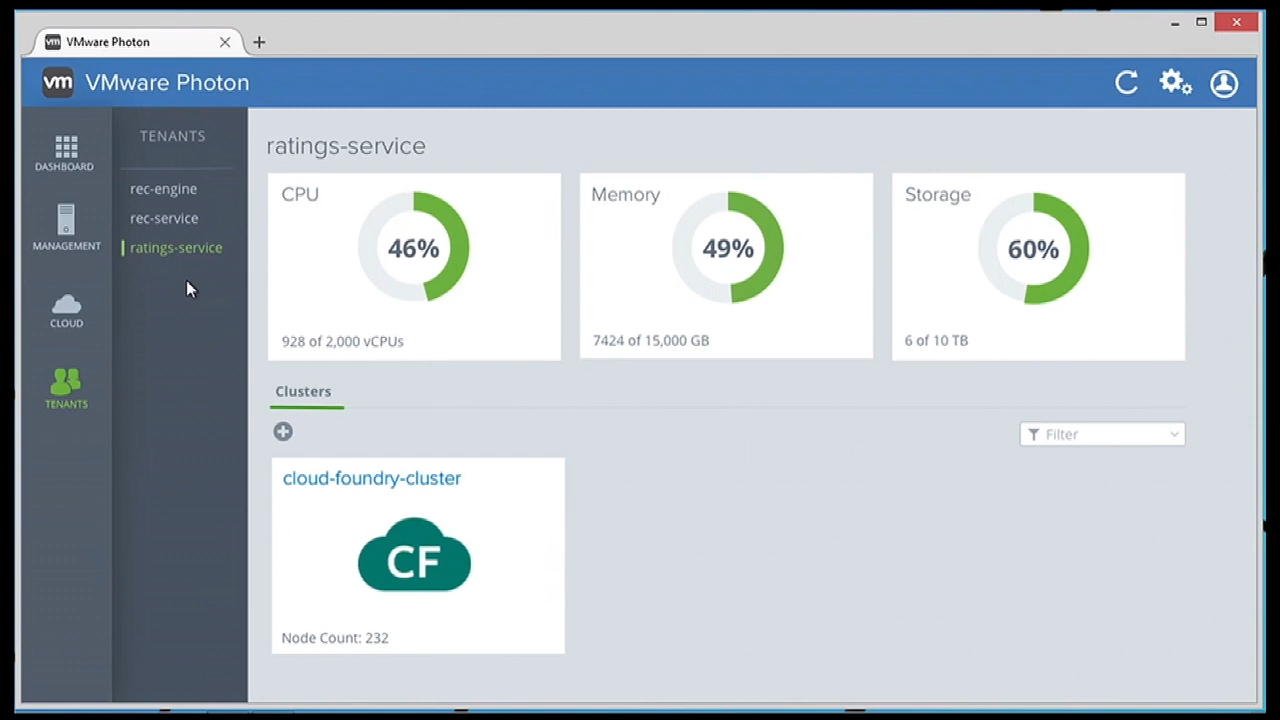 vm VMware Photon
vm VMware Photon
DASHBOARD
MANAGEMENT
CLOUD
TENANTS
TENANTS
rec-engine
rec-service
ratings-service
ratings-service
CPU
46%
928 of 2,000 vCPUs
Memory
49%
7424 of 15,000 GB
Storage
60%
6 of 10 TB
Clusters
Filter
cloud-foundry-cluster
CF
Node Count: 232